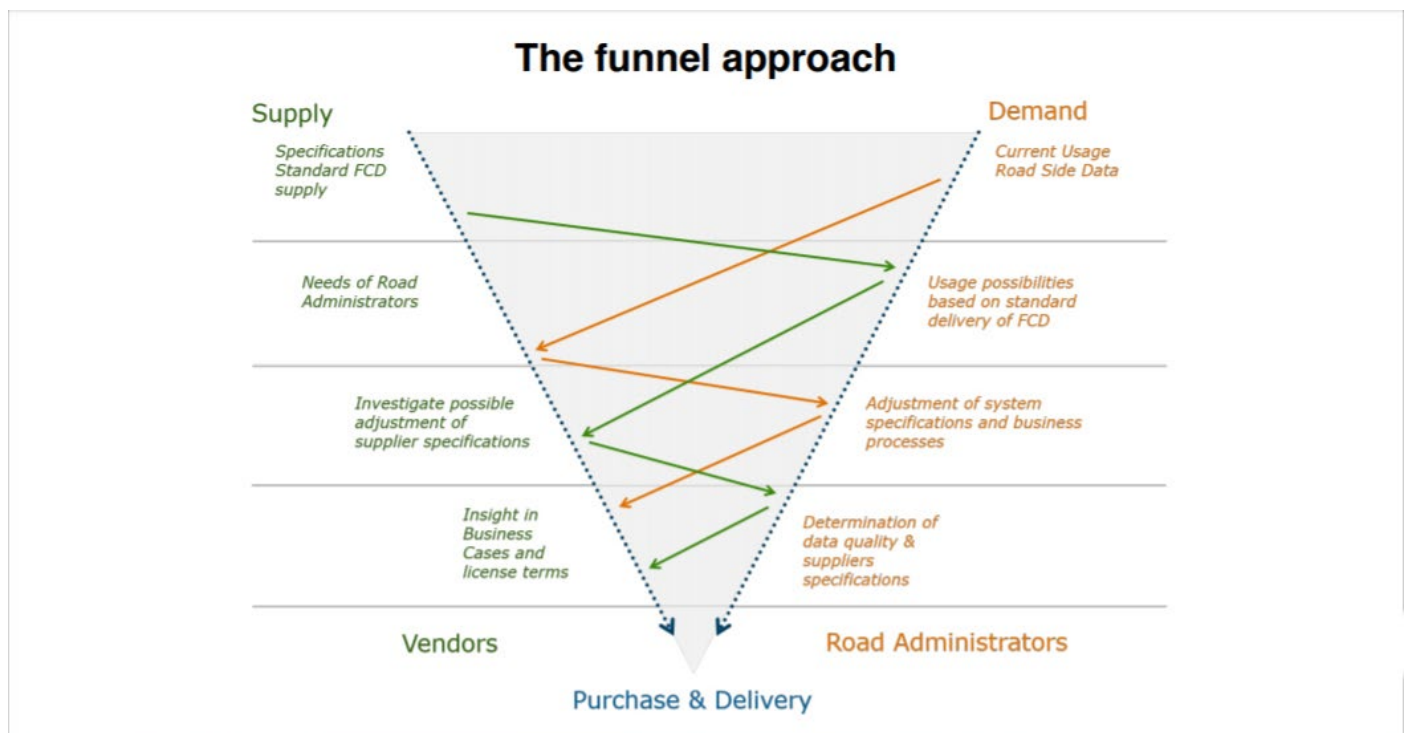 The funnel approach
Supply
Demand
Specifications
Standard FCD
supply
Current Usage
Road Side Data
Needs of Road
Administrators
Usage possibilities
based on standard
delivery of FCD
Investigate possible
adjustment of
supplier specifications
Adjustment of system
specifications and business
processes
Insight in
Business
Cases and
license terms
Determination of
data quality &
suppliers
specifications
Vendors
Road Administrators
Purchase & Delivery